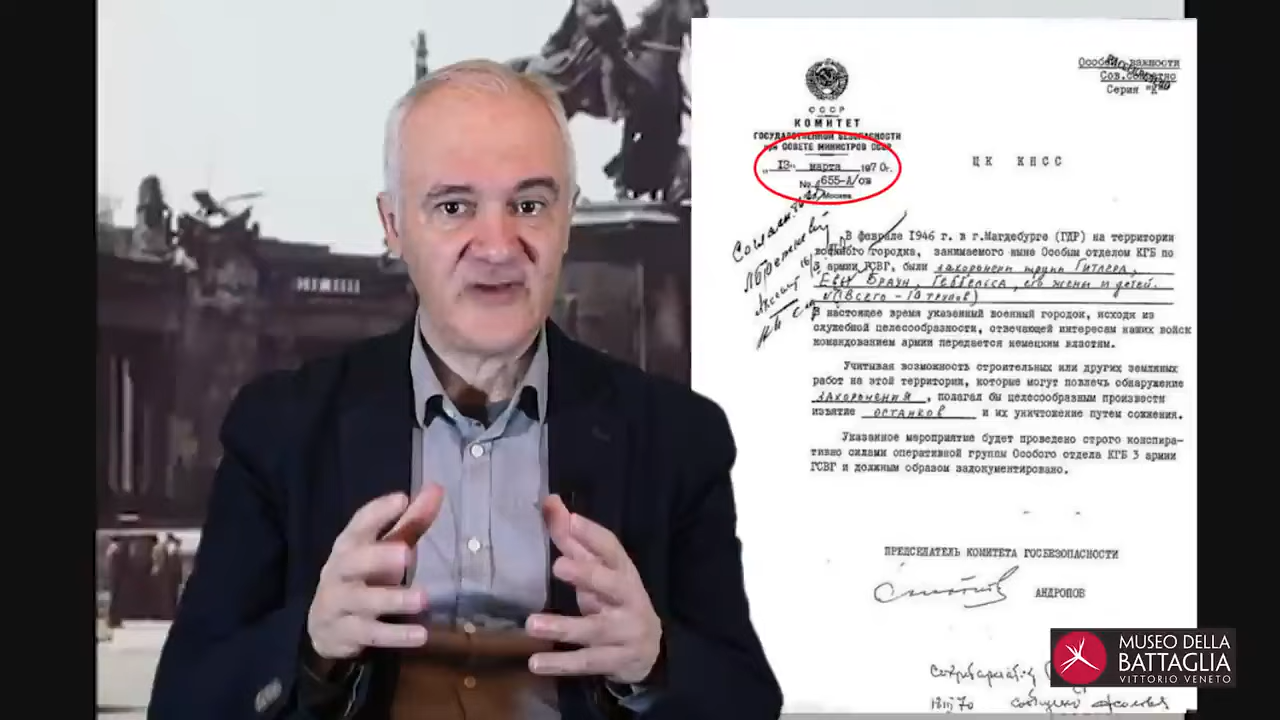 Особой важности
Сов.секретно
Серия "К"
СССР
КОМИТЕТ
ГОСУДАРСТВЕННОЙ БЕЗОПАСНОСТИ
при СОВЕТЕ МИНИСТРОВ СССР
"13" марта 1970г.
№ 655-А/ов
Москва
ЦК КПСС
В феврале 1946 г. в г.Магдебурге (ГДР) на территории
военного городка, занимаемого ныне Особым отделом КГБ по
3 армии ГСВГ, были захоронены трупы Гитлера,
Евы Браун, Геббельса, его жены и детей.
(Всего – 10 трупов)
В настоящее время указанный военный городок, исходя из
служебной целесообразности, отвечающей интересам наших войск
командованием армии передается немецким властям.
Учитывая возможность строительных или других земляных
работ на этой территории, которые могут повлечь обнаружение
захоронений, полагал бы целесообразным произвести
изъятие останков и их уничтожение путем сожжения.
Указанное мероприятие будет проведено строго конспира-
тивно силами оперативной группы Особого отдела КГБ 3 армии
ГСВГ и должным образом задокументировано.
ПРЕДСЕДАТЕЛЬ КОМИТЕТА ГОСБЕЗОПАСНОСТИ
АНДРОПОВ
MUSEO DELLA
BATTAGLIA
VITTORIO VENETO